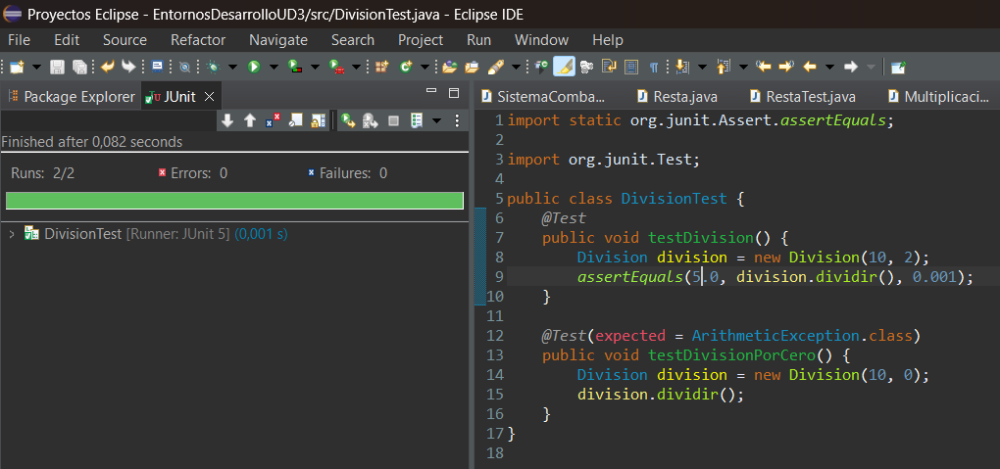 Proyectos Eclipse - EntornosDesarrolloUD3/src/DivisionTest.java - Eclipse IDE
File Edit Source Refactor Navigate Search Project Run Window Help
Package Explorer JUnit
Finished after 0,082 seconds
Runs: 2/2 Errors: 0 Failures: 0
DivisionTest [Runner: JUnit 5] (0,001 s)
SistemaComba... Resta.java RestaTest.java Multiplicaci...
1 import static org.junit.Assert.assertEquals;
2
3 import org.junit.Test;
4
5 public class DivisionTest {
6     @Test
7     public void testDivision() {
8         Division division = new Division(10, 2);
9         assertEquals(5.0, division.dividir(), 0.001);
10     }
11
12     @Test(expected = ArithmeticException.class)
13     public void testDivisionPorCero() {
14         Division division = new Division(10, 0);
15         division.dividir();
16     }
17 }
18